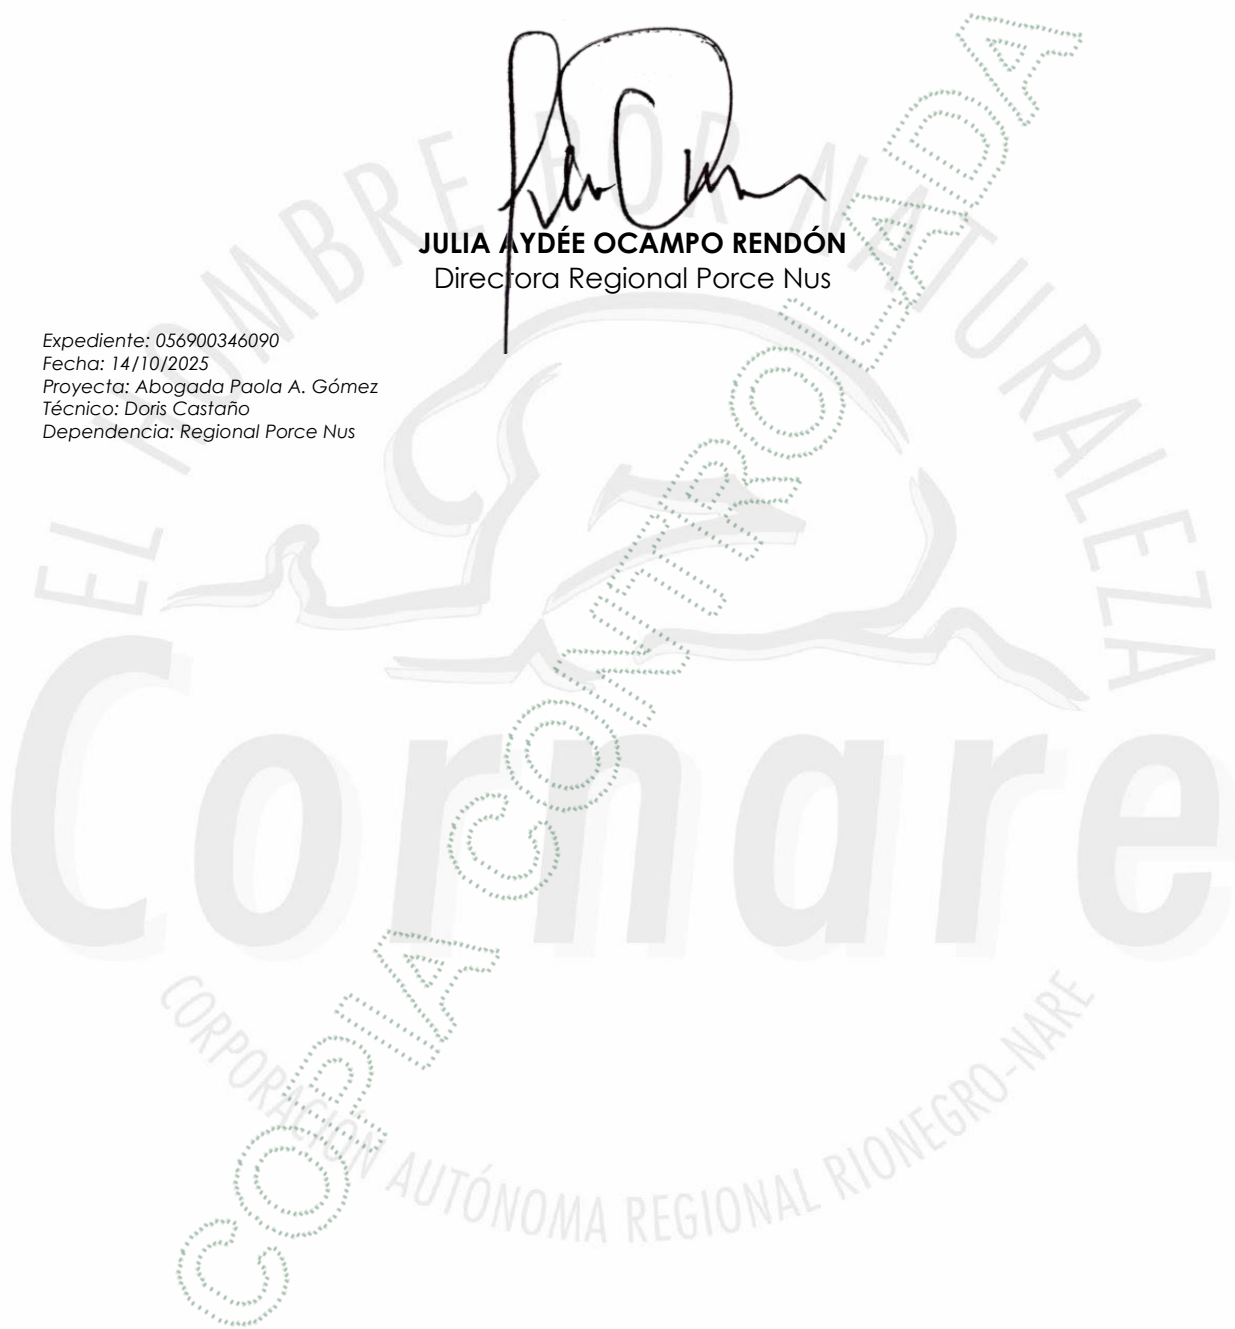 JULIA AYDÉE OCAMPO RENDÓN
Directora Regional Porce Nus
Expediente: 056900346090
Fecha: 14/10/2025
Proyecta: Abogada Paola A. Gómez
Técnico: Doris Castaño
Dependencia: Regional Porce Nus
EL HOMBRE POR NATURALEZA
Cornare
CORPORACIÓN AUTÓNOMA REGIONAL RIONEGRO-NARE
COPIA CONTROLADA